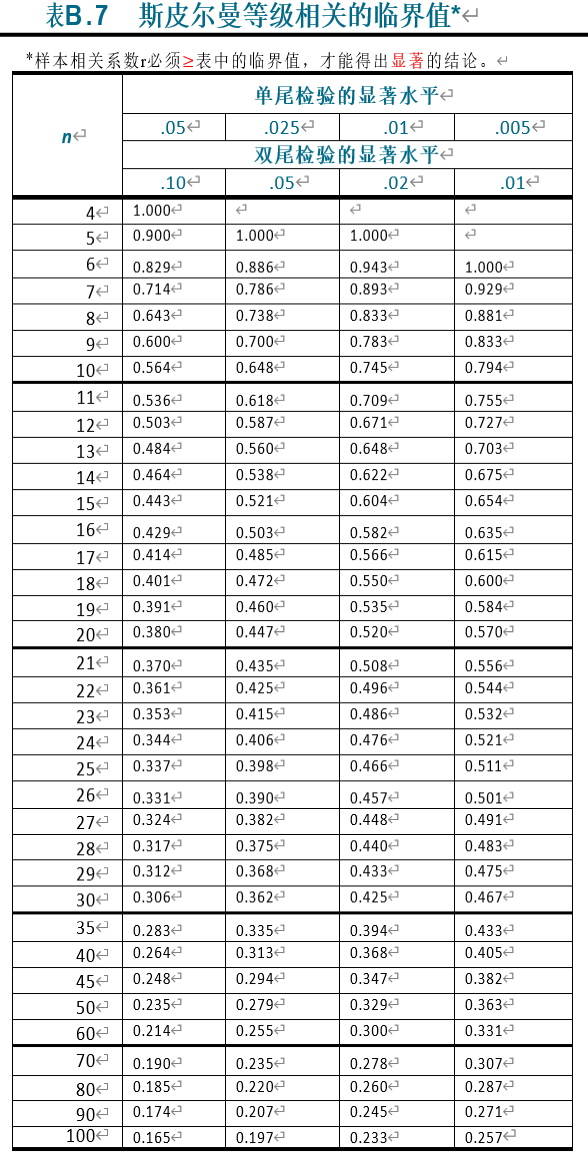 表B.7 斯皮尔曼等级相关的临界值*↵
*样本相关系数r必须≥表中的临界值，才能得出显著的结论。↵
n↵
单尾检验的显著水平↵
.05↵ .025↵ .01↵ .005↵
双尾检验的显著水平↵
.10↵ .05↵ .02↵ .01↵
4↵ 1.000↵ ↵ ↵ ↵
5↵ 0.900↵ 1.000↵ 1.000↵ ↵
6↵ 0.829↵ 0.886↵ 0.943↵ 1.000↵
7↵ 0.714↵ 0.786↵ 0.893↵ 0.929↵
8↵ 0.643↵ 0.738↵ 0.833↵ 0.881↵
9↵ 0.600↵ 0.700↵ 0.783↵ 0.833↵
10↵ 0.564↵ 0.648↵ 0.745↵ 0.794↵
11↵ 0.536↵ 0.618↵ 0.709↵ 0.755↵
12↵ 0.503↵ 0.587↵ 0.671↵ 0.727↵
13↵ 0.484↵ 0.560↵ 0.648↵ 0.703↵
14↵ 0.464↵ 0.538↵ 0.622↵ 0.675↵
15↵ 0.443↵ 0.521↵ 0.604↵ 0.654↵
16↵ 0.429↵ 0.503↵ 0.582↵ 0.635↵
17↵ 0.414↵ 0.485↵ 0.566↵ 0.615↵
18↵ 0.401↵ 0.472↵ 0.550↵ 0.600↵
19↵ 0.391↵ 0.460↵ 0.535↵ 0.584↵
20↵ 0.380↵ 0.447↵ 0.520↵ 0.570↵
21↵ 0.370↵ 0.435↵ 0.508↵ 0.556↵
22↵ 0.361↵ 0.425↵ 0.496↵ 0.544↵
23↵ 0.353↵ 0.415↵ 0.486↵ 0.532↵
24↵ 0.344↵ 0.406↵ 0.476↵ 0.521↵
25↵ 0.337↵ 0.398↵ 0.466↵ 0.511↵
26↵ 0.331↵ 0.390↵ 0.457↵ 0.501↵
27↵ 0.324↵ 0.382↵ 0.448↵ 0.491↵
28↵ 0.317↵ 0.375↵ 0.440↵ 0.483↵
29↵ 0.312↵ 0.368↵ 0.433↵ 0.475↵
30↵ 0.306↵ 0.362↵ 0.425↵ 0.467↵
35↵ 0.283↵ 0.335↵ 0.394↵ 0.433↵
40↵ 0.264↵ 0.313↵ 0.368↵ 0.405↵
45↵ 0.248↵ 0.294↵ 0.347↵ 0.382↵
50↵ 0.235↵ 0.279↵ 0.329↵ 0.363↵
60↵ 0.214↵ 0.255↵ 0.300↵ 0.331↵
70↵ 0.190↵ 0.235↵ 0.278↵ 0.307↵
80↵ 0.185↵ 0.220↵ 0.260↵ 0.287↵
90↵ 0.174↵ 0.207↵ 0.245↵ 0.271↵
100↵ 0.165↵ 0.197↵ 0.233↵ 0.257↵